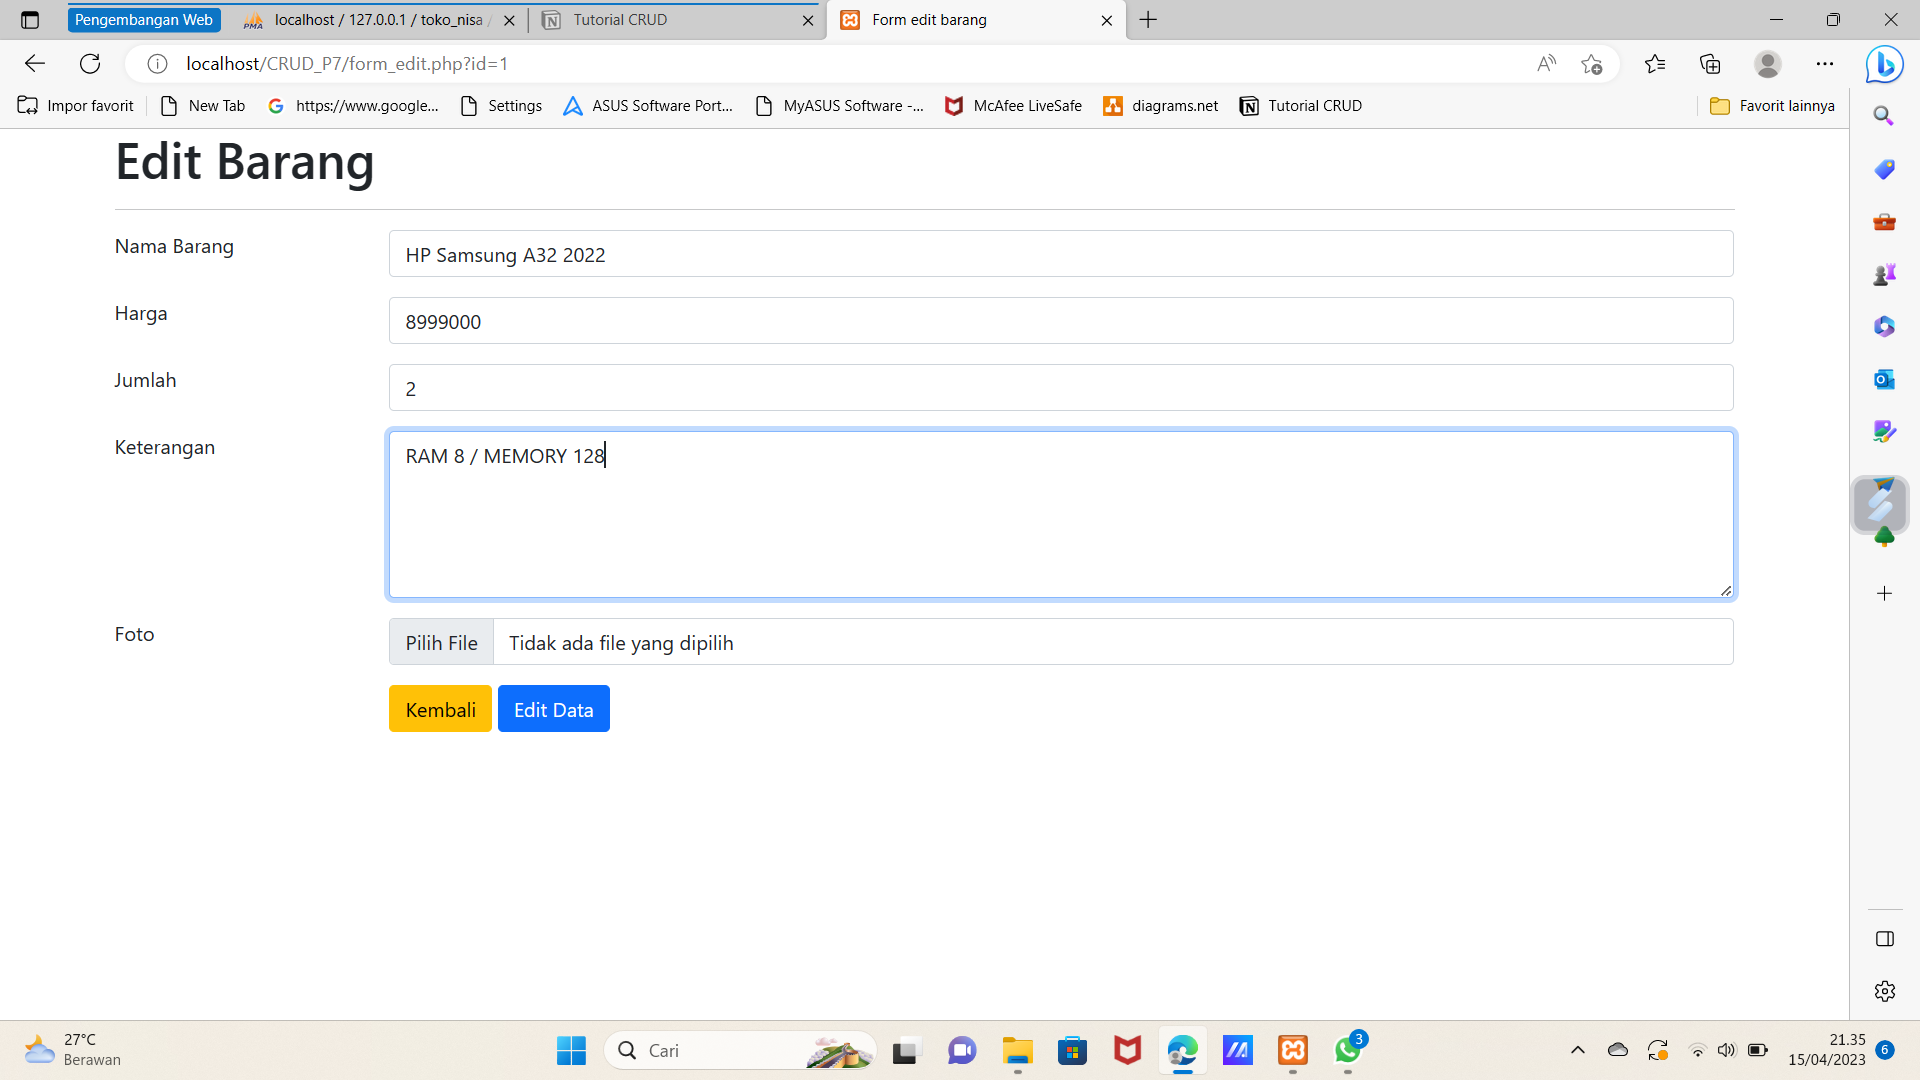 Pengembangan Web
localhost / 127.0.0.1 / toko_nisa /
Tutorial CRUD
Form edit barang
localhost/CRUD_P7/form_edit.php?id=1
Impor favorit
New Tab
https://www.google...
Settings
ASUS Software Port...
MyASUS Software -...
McAfee LiveSafe
diagrams.net
Tutorial CRUD
Favorit lainnya
Edit Barang
Nama Barang
HP Samsung A32 2022
Harga
8999000
Jumlah
2
Keterangan
RAM 8 / MEMORY 128
Foto
Pilih File
Tidak ada file yang dipilih
Kembali
Edit Data
27°C
Berawan
Cari
3
21.35
15/04/2023
6